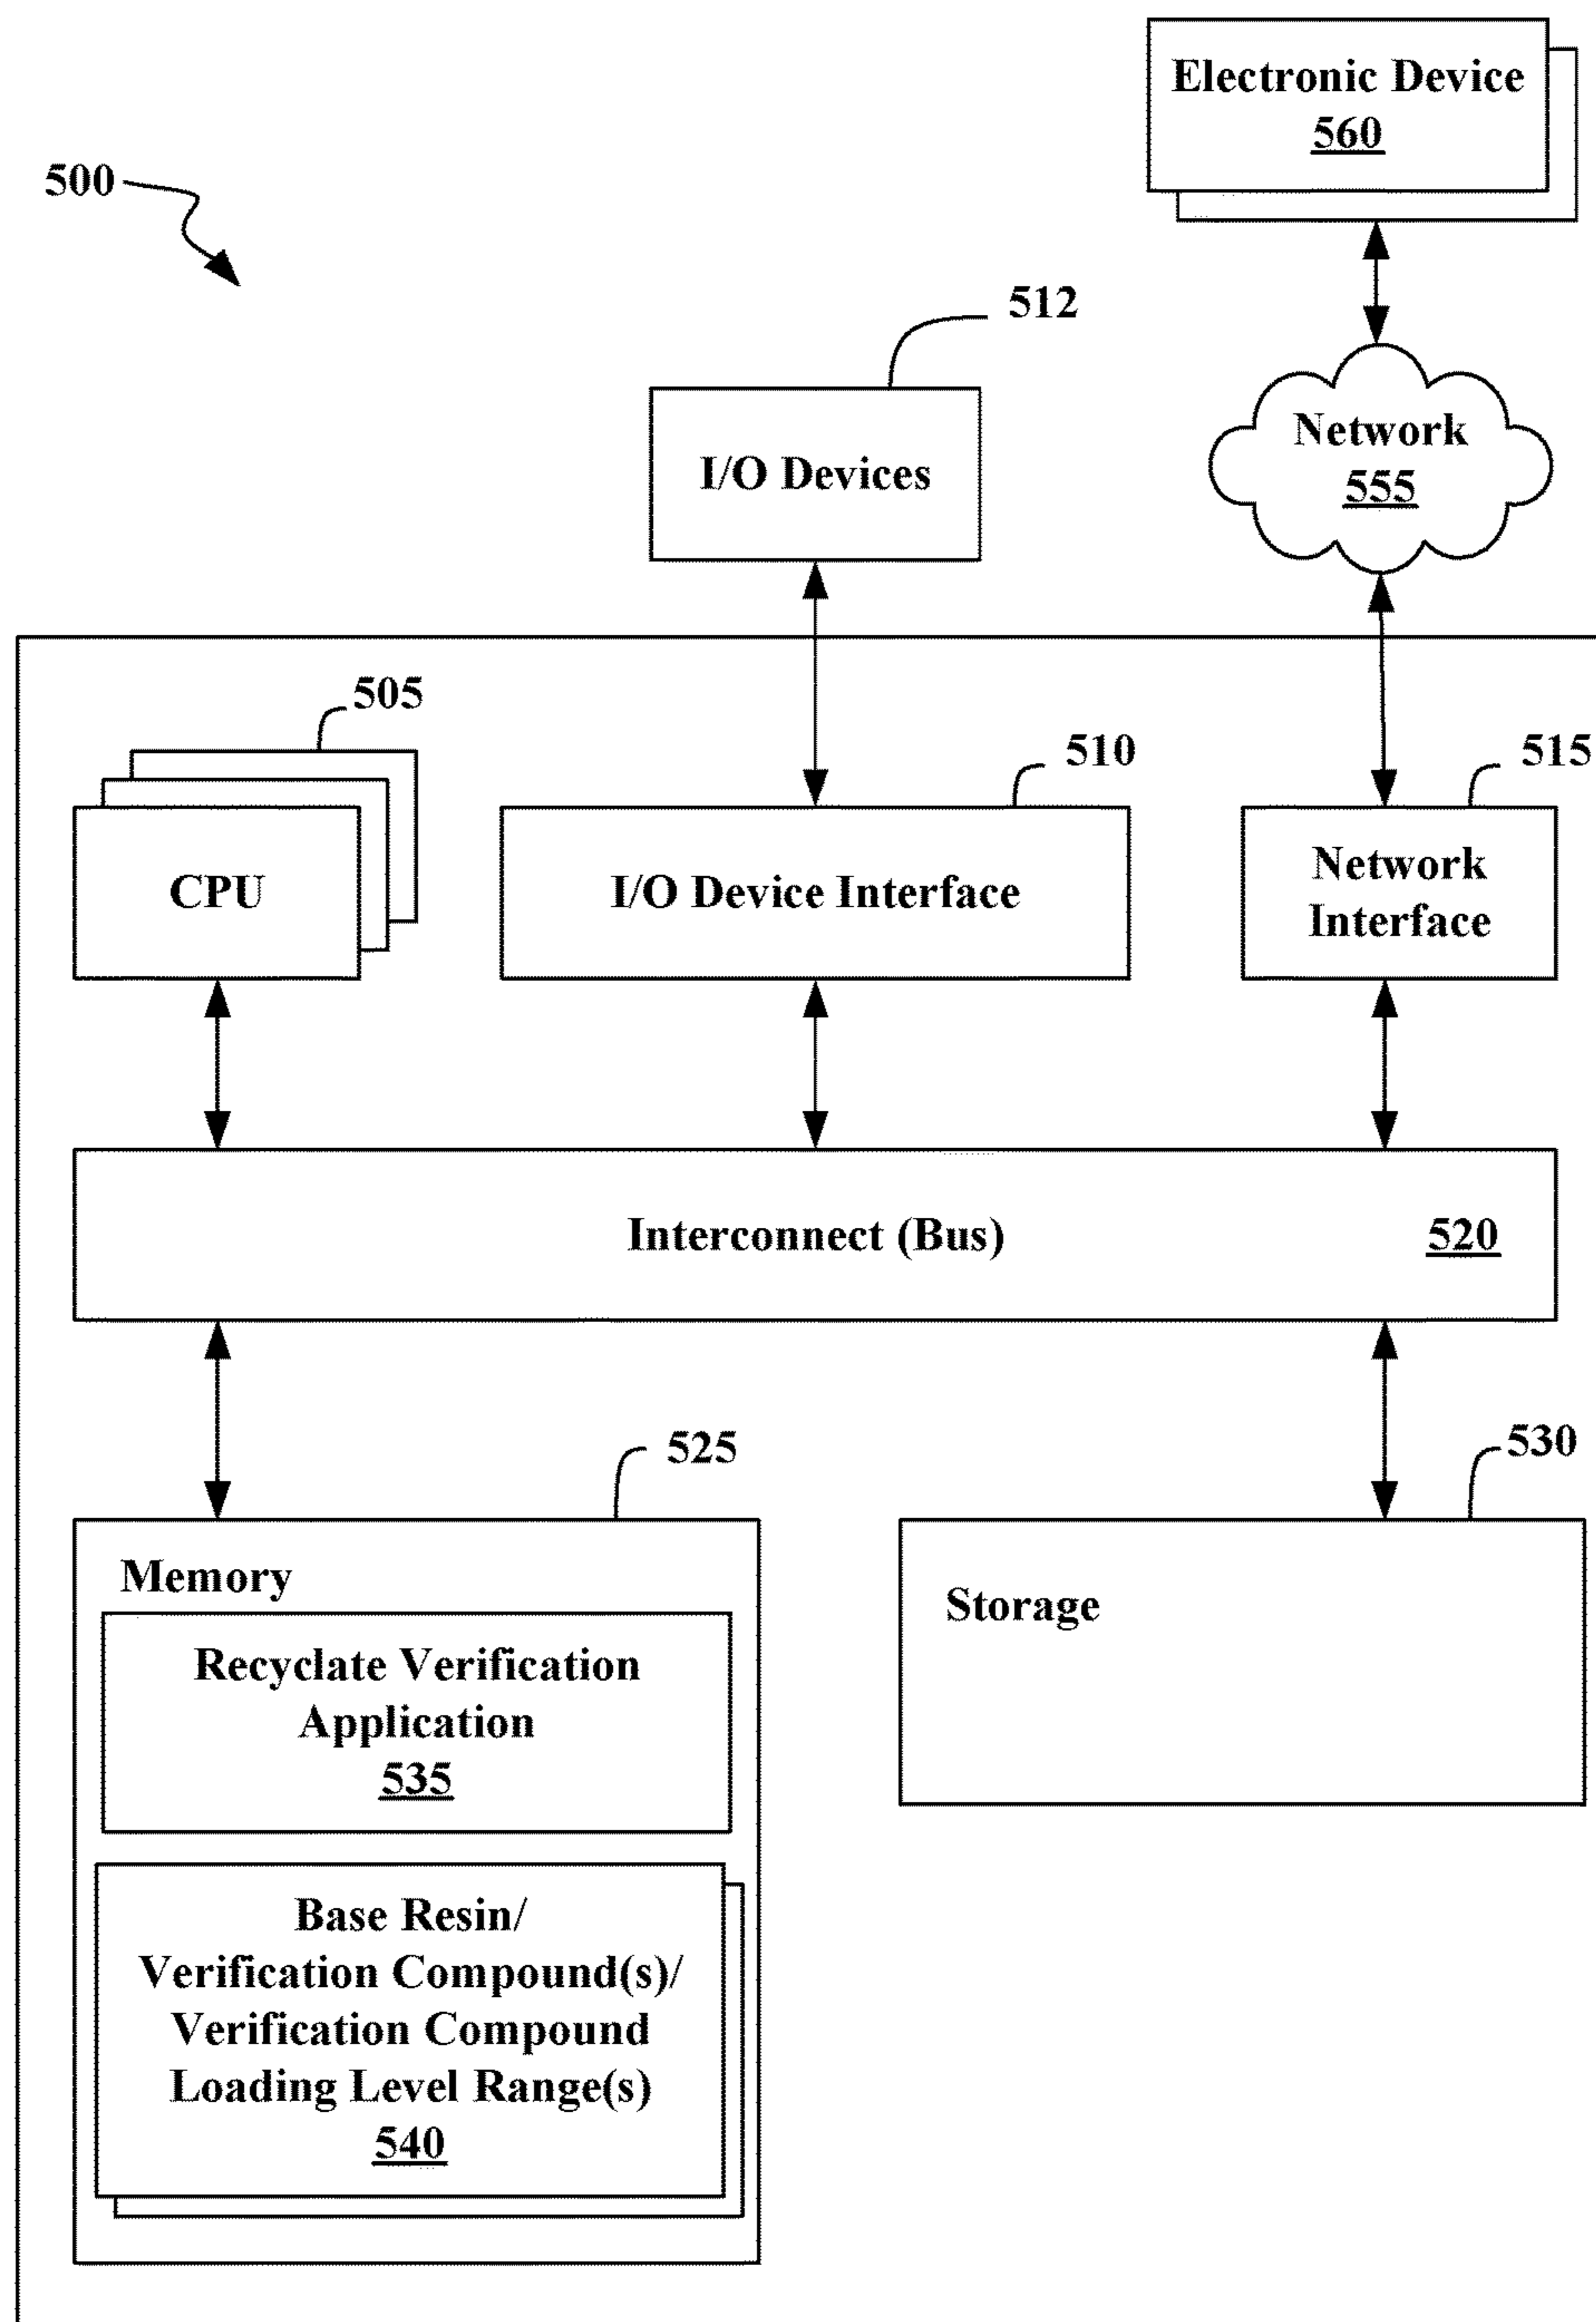 Electronic Device
560
500
512
I/O Devices
Network
555
505
510
515
CPU
I/O Device Interface
Network
Interface
Interconnect (Bus)
520
525
530
Memory
Storage
Recyclate Verification
Application
535
Base Resin/
Verification Compound(s)/
Verification Compound
Loading Level Range(s)
540